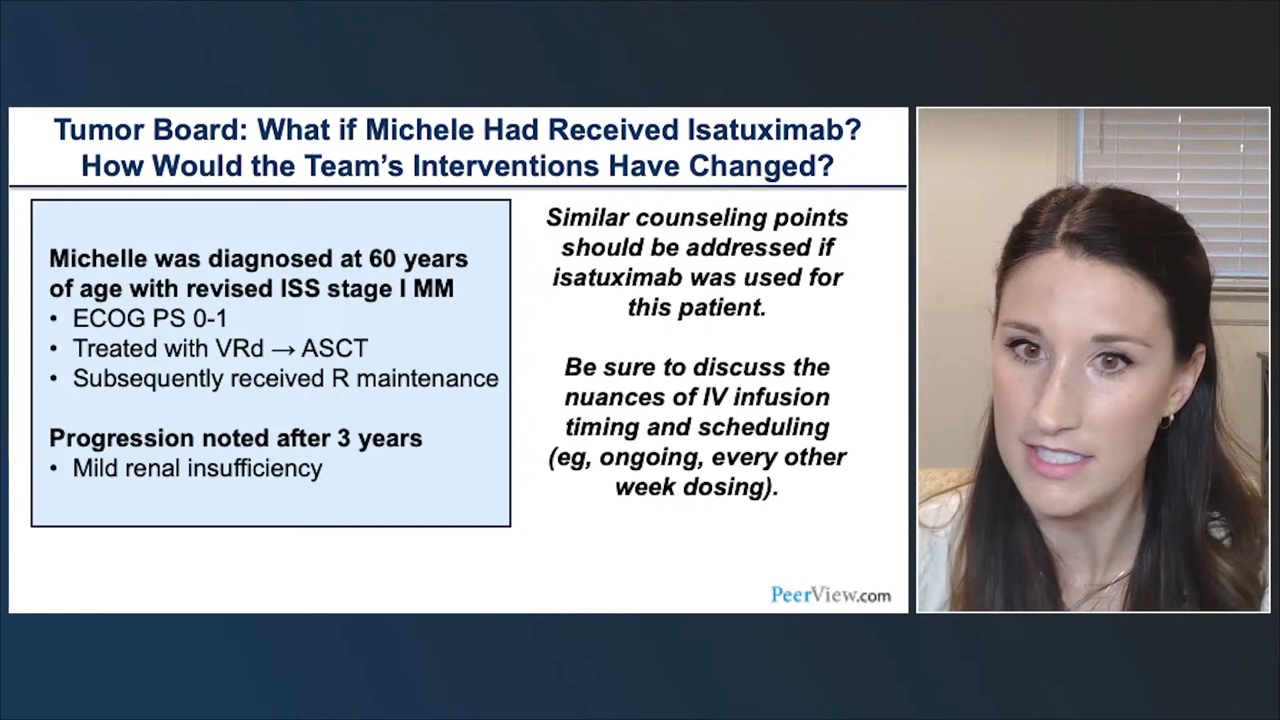 Tumor Board: What if Michele Had Received Isatuximab?
How Would the Team's Interventions Have Changed?
Michelle was diagnosed at 60 years
of age with revised ISS stage I MM
• ECOG PS 0-1
• Treated with VRd → ASCT
• Subsequently received R maintenance
Progression noted after 3 years
• Mild renal insufficiency
Similar counseling points
should be addressed if
isatuximab was used for
this patient.
Be sure to discuss the
nuances of IV infusion
timing and scheduling
(eg, ongoing, every other
week dosing).
PeerView.com